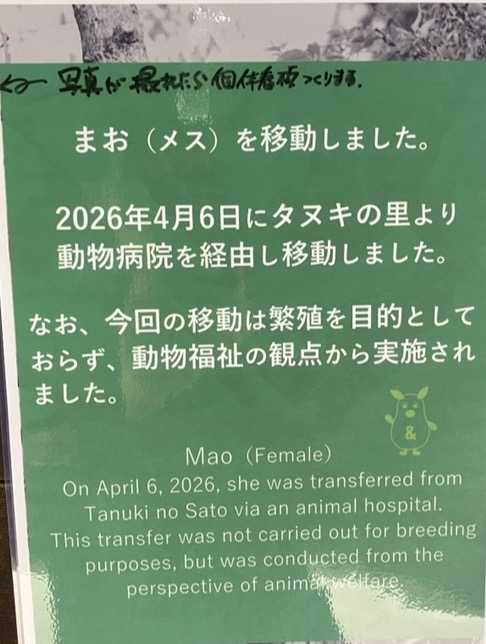 ← 写真が撮れたら個体看板つくります。
まお（メス）を移動しました。
2026年4月6日にタヌキの里より
動物病院を経由し移動しました。
なお、今回の移動は繁殖を目的として
おらず、動物福祉の観点から実施され
ました。
&
Mao（Female）
On April 6, 2026, she was transferred from
Tanuki no Sato via an animal hospital.
This transfer was not carried out for breeding
purposes, but was conducted from the
perspective of animal welfare.